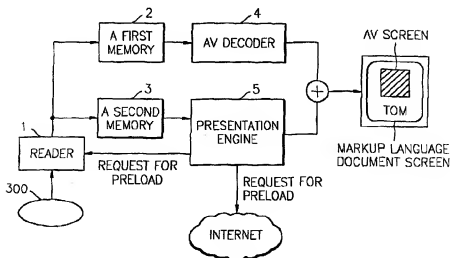 2
A FIRST
MEMORY
4
AV DECODER
AV SCREEN
TOM
MARKUP LANGUAGE
DOCUMENT SCREEN
3
A SECOND
MEMORY
5
PRESENTATION
ENGINE
1
READER
REQUEST FOR
PRELOAD
REQUEST FOR
PRELOAD
300
INTERNET